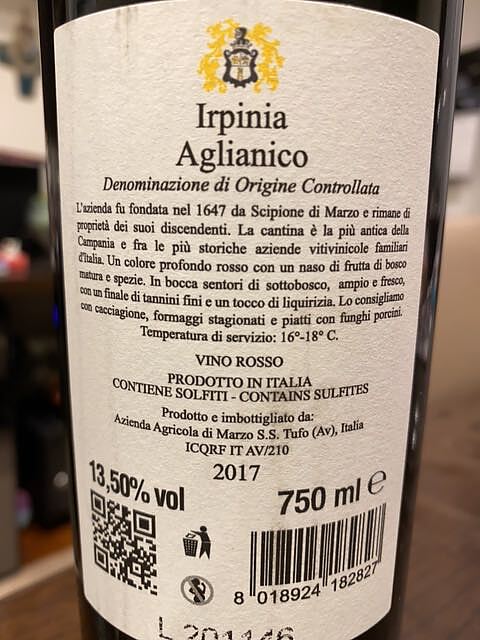 Irpinia
Aglianico
Denominazione di Origine Controllata
L'azienda fu fondata nel 1647 da Scipione di Marzo e rimane di
proprietà dei suoi discendenti. La cantina è la più antica della
Campania e fra le più storiche aziende vitivinicole familiari
d'Italia. Un colore profondo rosso con un naso di frutta di bosco
matura e spezie. In bocca sentori di sottobosco, ampio e fresco,
con un finale di tannini fini e un tocco di liquirizia. Lo consigliamo
con cacciagione, formaggi stagionati e piatti con funghi porcini.
Temperatura di servizio: 16°-18° C.
VINO ROSSO
PRODOTTO IN ITALIA
CONTIENE SOLFITI - CONTAINS SULFITES
Prodotto e imbottigliato da:
Azienda Agricola di Marzo S.S. Tufo (Av), Italia
ICQRF IT AV/210
2017
13,50% vol
750 ml e
8 018924 182827
L 201146